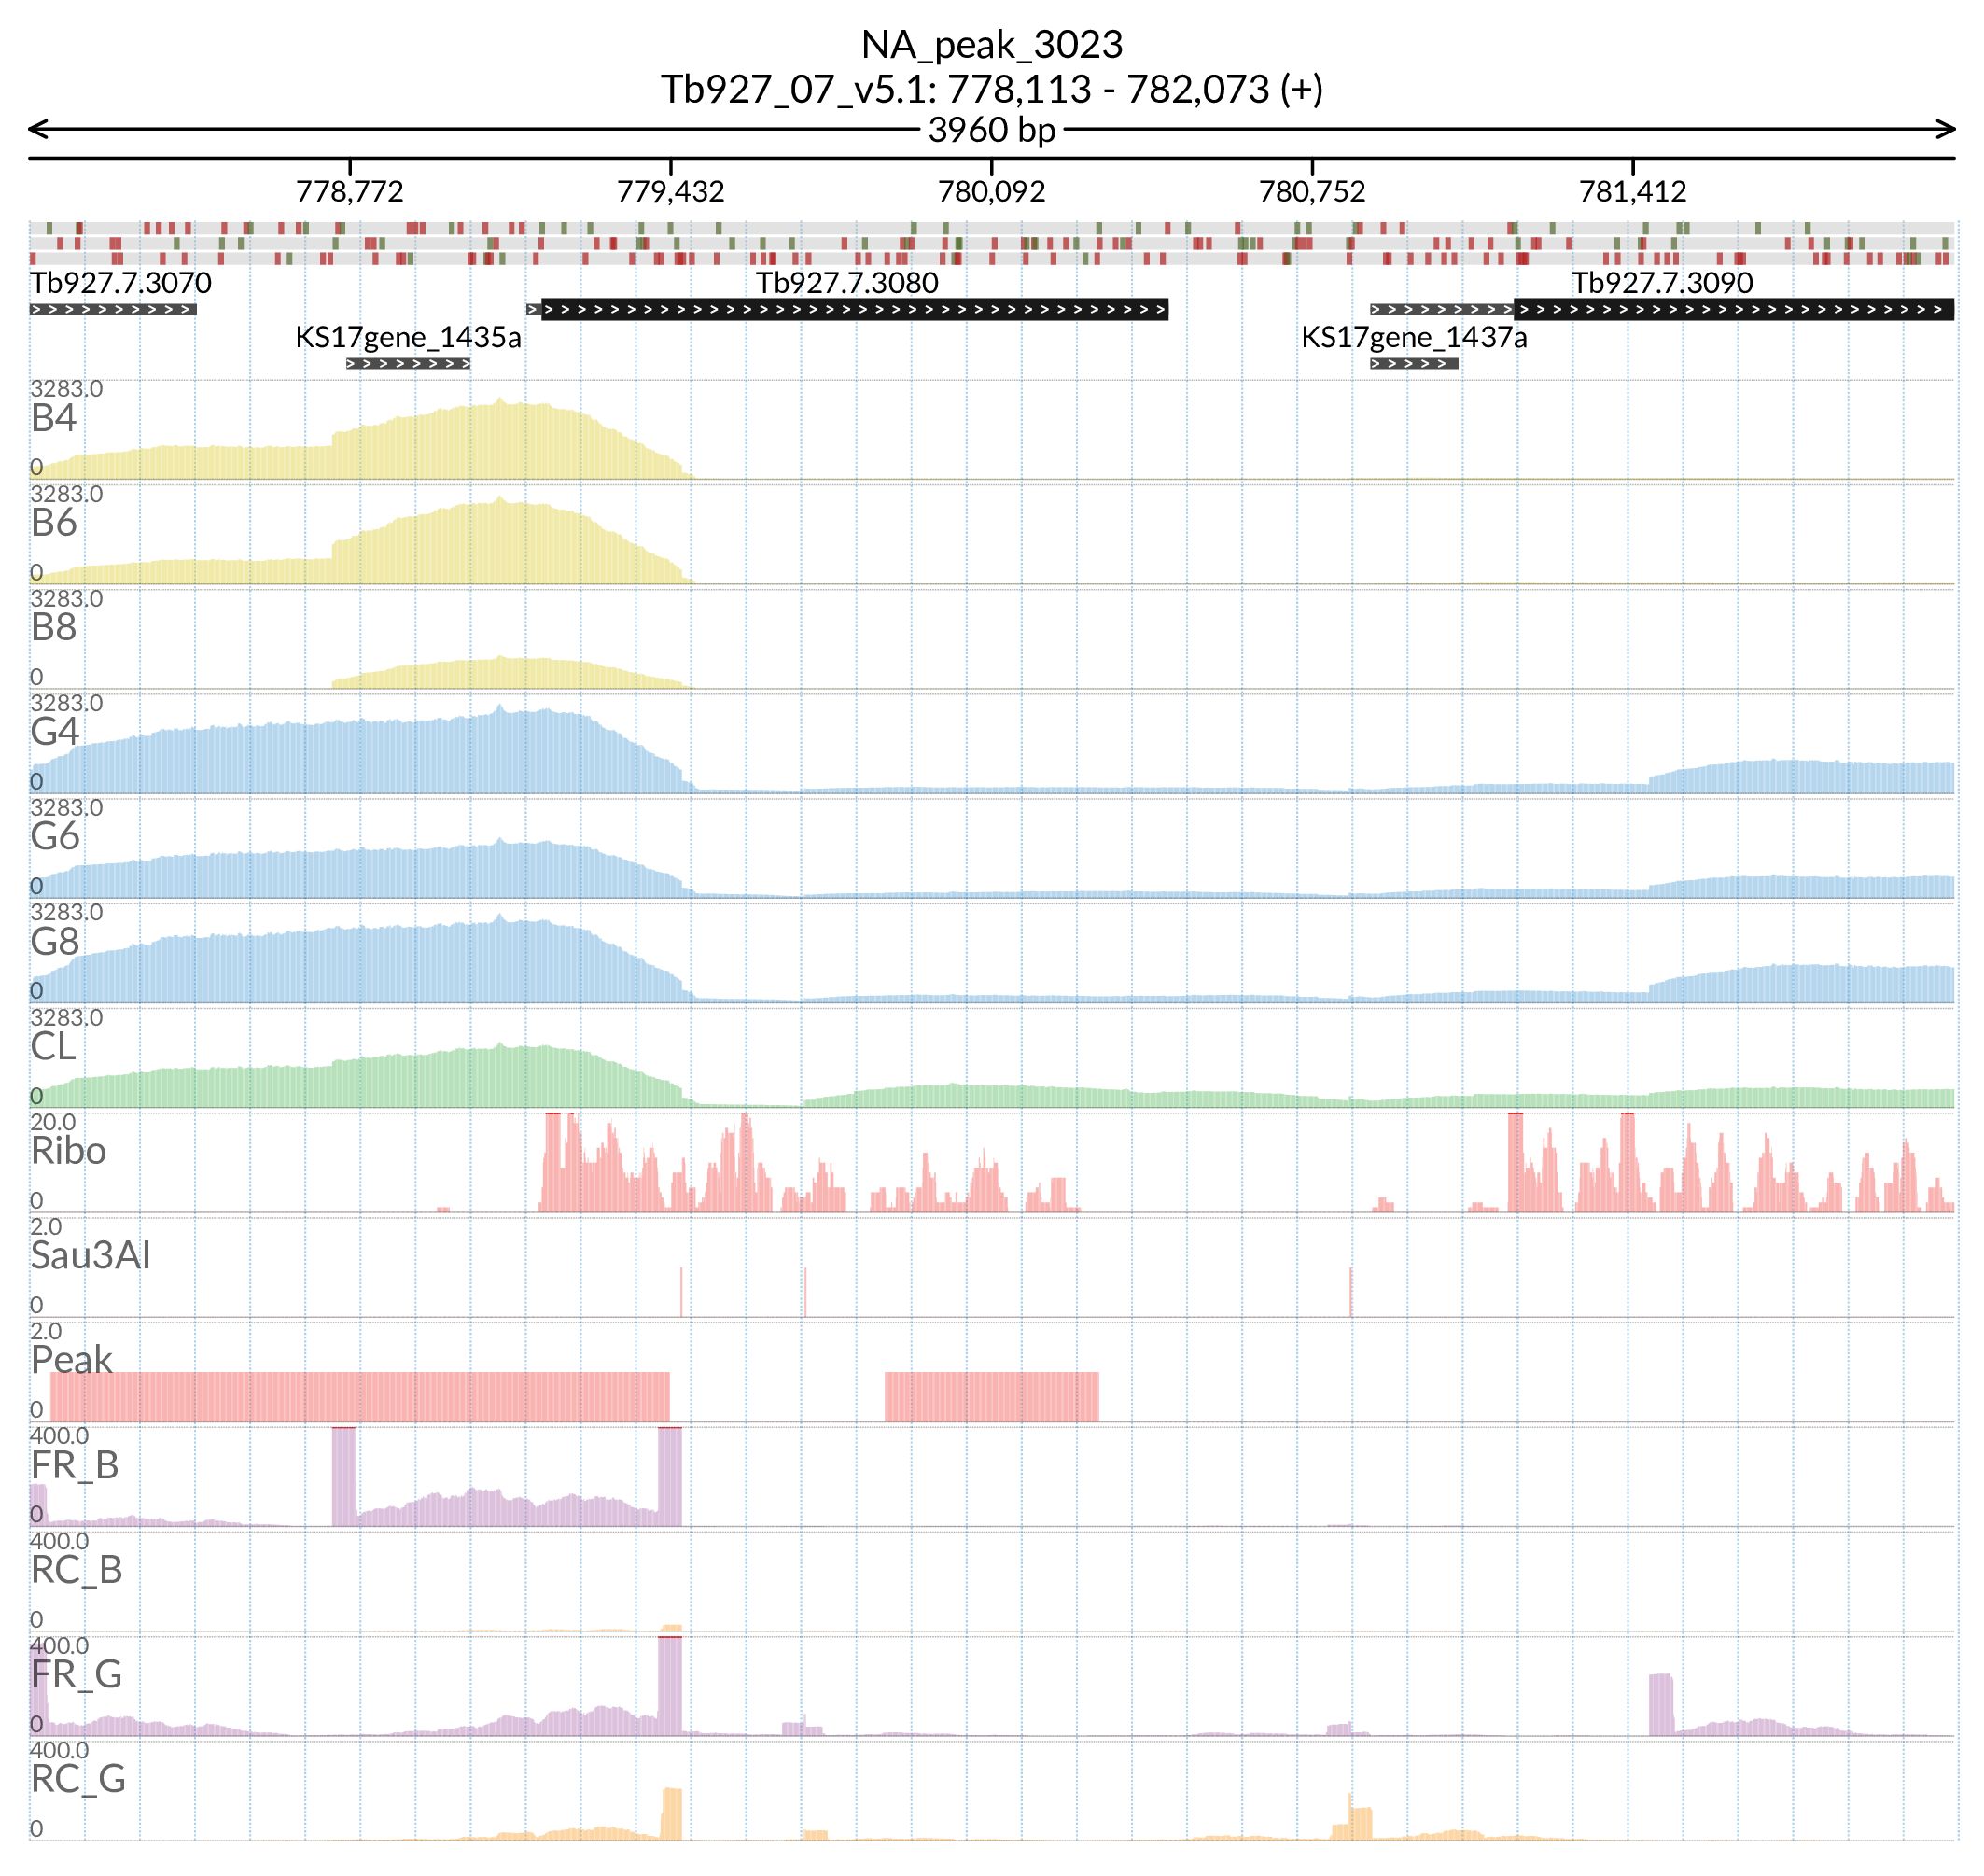 NA_peak_3023
Tb927_07_v5.1: 778,113 - 782,073 (+)
3960 bp
778,772 779,432 780,092 780,752 781,412
Tb927.7.3070 Tb927.7.3080 Tb927.7.3090
KS17gene_1435a KS17gene_1437a
3283.0
B4
0
3283.0
B6
0
3283.0
B8
0
3283.0
G4
0
3283.0
G6
0
3283.0
G8
0
3283.0
CL
0
20.0
Ribo
0
2.0
Sau3AI
0
2.0
Peak
0
400.0
FR_B
0
400.0
RC_B
0
400.0
FR_G
0
400.0
RC_G
0